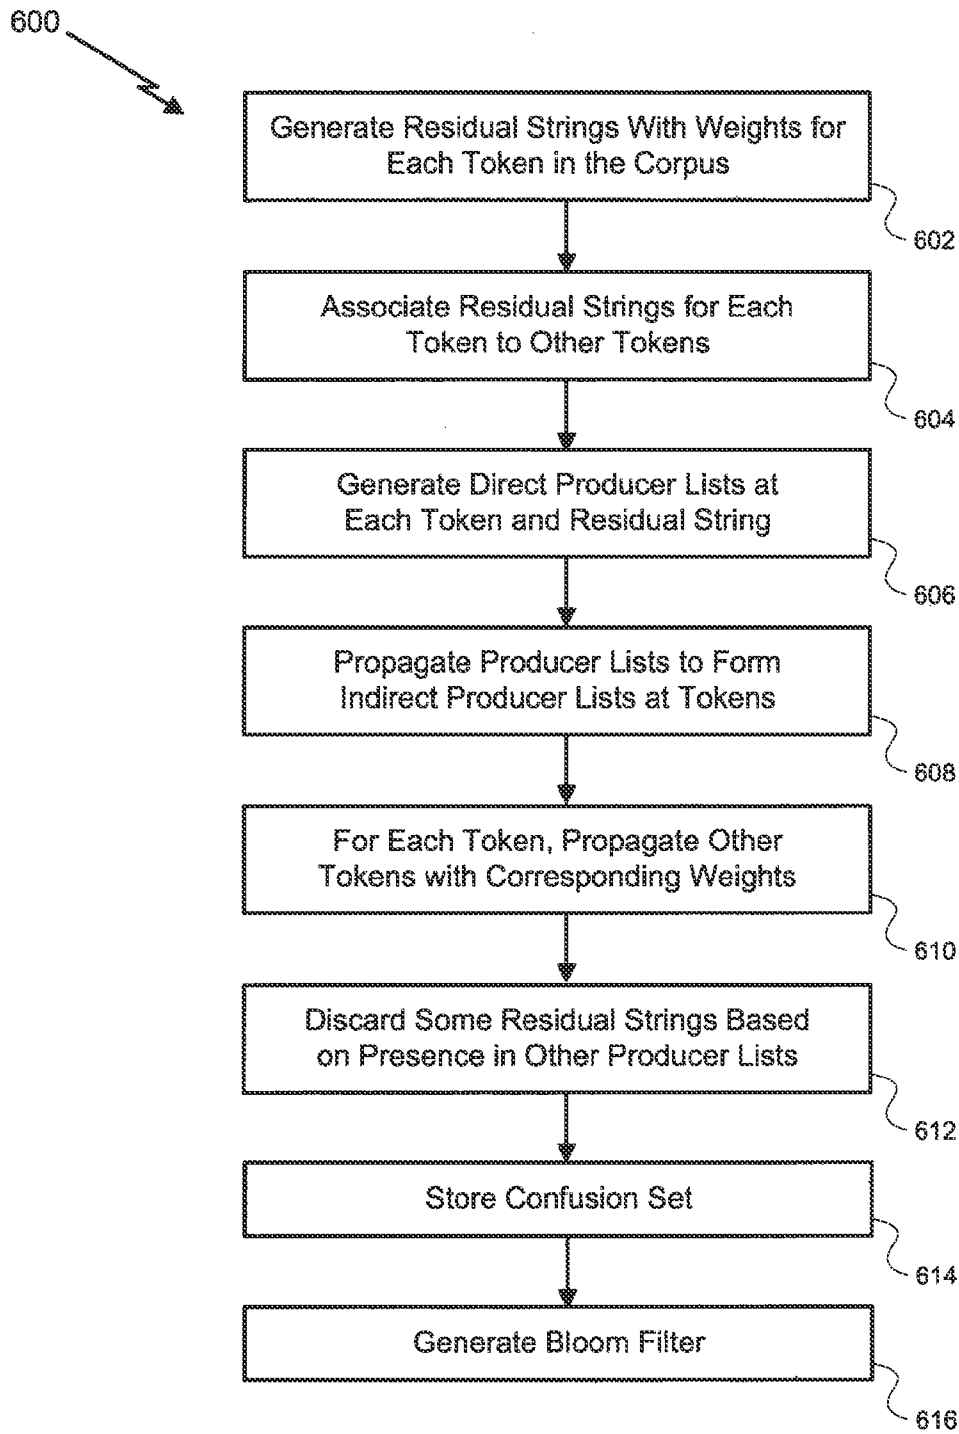 600
Generate Residual Strings With Weights for
Each Token in the Corpus
602
Associate Residual Strings for Each
Token to Other Tokens
604
Generate Direct Producer Lists at
Each Token and Residual String
606
Propagate Producer Lists to Form
Indirect Producer Lists at Tokens
608
For Each Token, Propagate Other
Tokens with Corresponding Weights
610
Discard Some Residual Strings Based
on Presence in Other Producer Lists
612
Store Confusion Set
614
Generate Bloom Filter
616